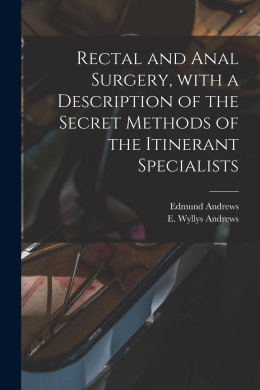 Rectal and Anal
Surgery, with a
Description of the
Secret Methods of
the Itinerant
Specialists
Edmund Andrews
E. Wyllys Andrews